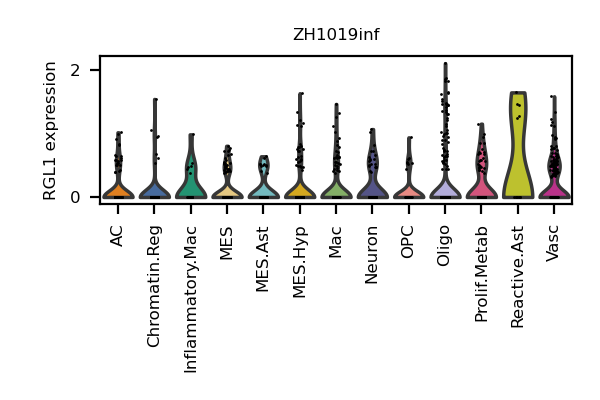 ZH1019inf
RGL1 expression
2
0
AC
Chromatin.Reg
Inflammatory.Mac
MES
MES.Ast
MES.Hyp
Mac
Neuron
OPC
Oligo
Prolif.Metab
Reactive.Ast
Vasc